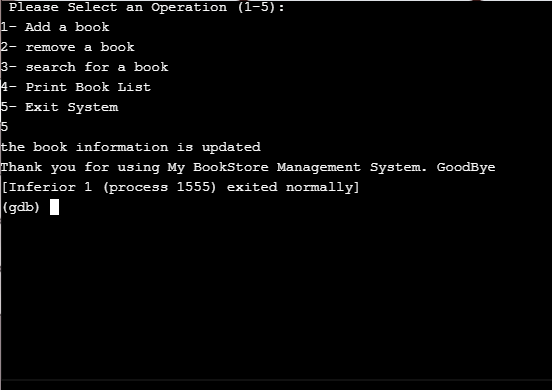 Please Select an Operation (1-5):
1- Add a book
2- remove a book
3- search for a book
4- Print Book List
5- Exit System
5
the book information is updated
Thank you for using My BookStore Management System. GoodBye
[Inferior 1 (process 1555) exited normally]
(gdb)